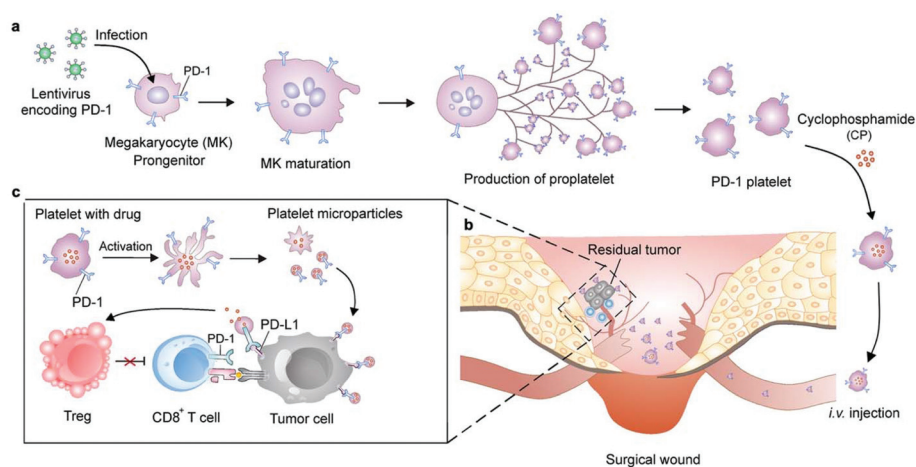 a
Infection
PD-1
Lentivirus
encoding PD-1
Megakaryocyte (MK)
Prongenitor
MK maturation
Production of proplatelet
PD-1 platelet
Cyclophosphamide
(CP)
c
Platelet with drug
Activation
Platelet microparticles
PD-1
PD-L1
PD-1
Treg
CD8⁺ T cell
Tumor cell
b
Residual tumor
i.v. injection
Surgical wound